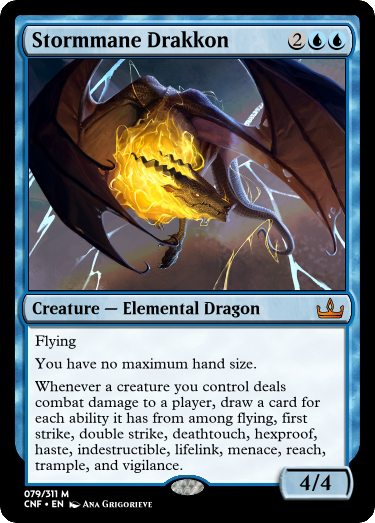 Stormmane Drakkon 2
Creature — Elemental Dragon
Flying
You have no maximum hand size.
Whenever a creature you control deals
combat damage to a player, draw a card for
each ability it has from among flying, first
strike, double strike, deathtouch, hexproof,
haste, indestructible, lifelink, menace, reach,
trample, and vigilance.
4/4
079/311 M
CNF • EN Ana Grigorieve